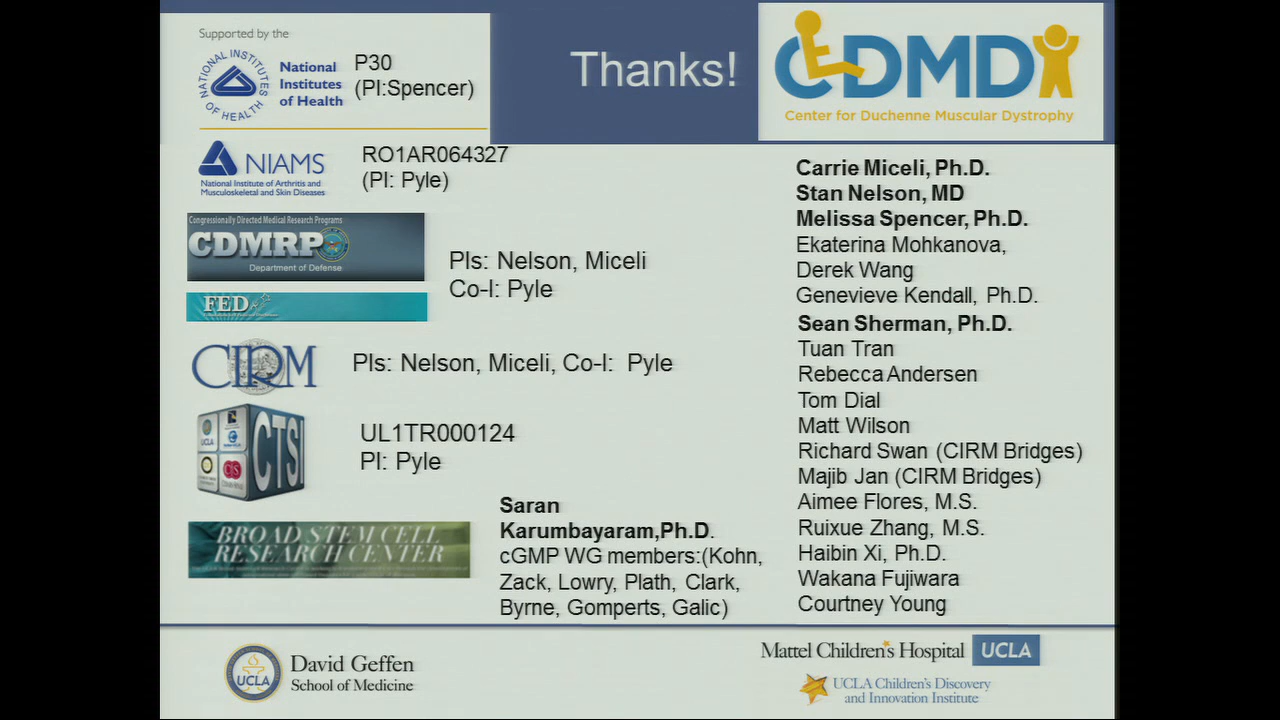 Supported by the
NATIONAL INSTITUTES OF HEALTH
National
Institutes
of Health
P30
(PI:Spencer)
Thanks!
CDMD
Center for Duchenne Muscular Dystrophy
NIAMS
National Institute of Arthritis and
Musculoskeletal and Skin Diseases
RO1AR064327
(PI: Pyle)
Congressionally Directed Medical Research Programs
CDMRP
Department of Defense
FED
PIs: Nelson, Miceli
Co-I: Pyle
CIRM
PIs: Nelson, Miceli, Co-I: Pyle
CTSI
UCLA
UL1TR000124
PI: Pyle
BROAD STEM CELL
RESEARCH CENTER
Saran
Karumbayaram,Ph.D.
cGMP WG members:(Kohn,
Zack, Lowry, Plath, Clark,
Byrne, Gomperts, Galic)
Carrie Miceli, Ph.D.
Stan Nelson, MD
Melissa Spencer, Ph.D.
Ekaterina Mohkanova,
Derek Wang
Genevieve Kendall, Ph.D.
Sean Sherman, Ph.D.
Tuan Tran
Rebecca Andersen
Tom Dial
Matt Wilson
Richard Swan (CIRM Bridges)
Majib Jan (CIRM Bridges)
Aimee Flores, M.S.
Ruixue Zhang, M.S.
Haibin Xi, Ph.D.
Wakana Fujiwara
Courtney Young
UCLA
David Geffen
School of Medicine
Mattel Children's Hospital UCLA
UCLA Children's Discovery
and Innovation Institute